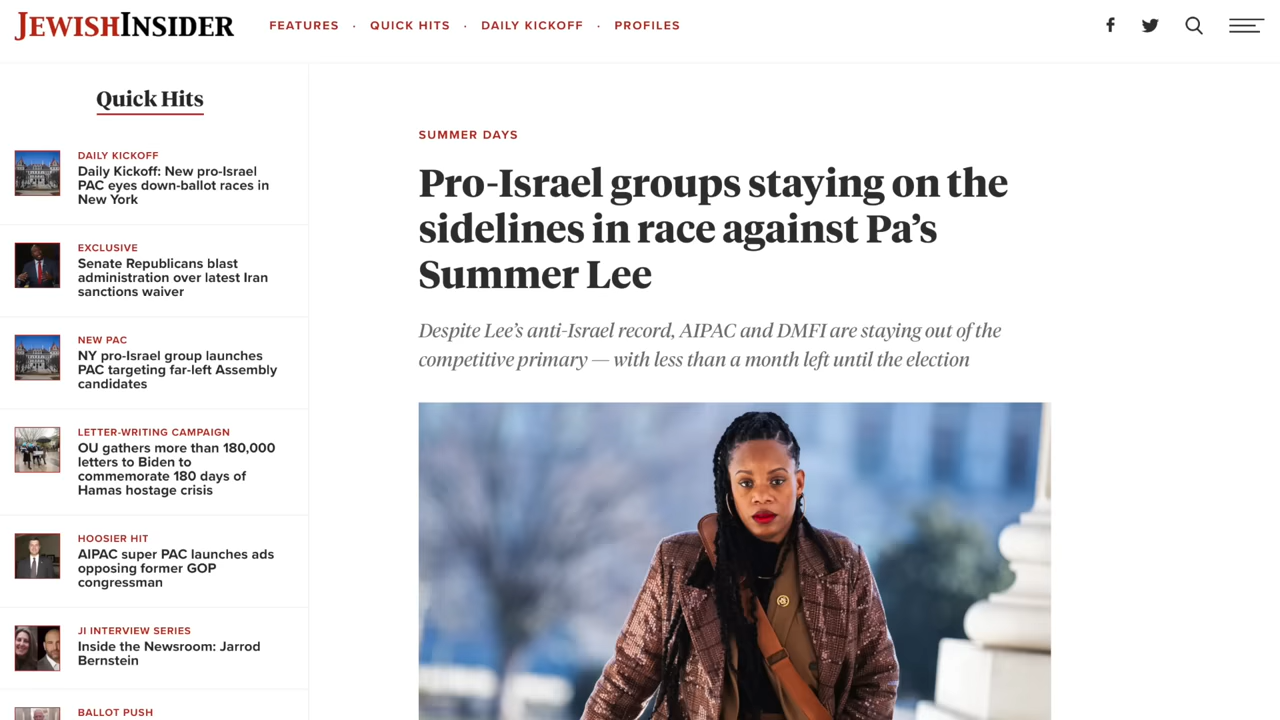 JEWISHINSIDER
FEATURES · QUICK HITS · DAILY KICKOFF · PROFILES
Quick Hits
DAILY KICKOFF
Daily Kickoff: New pro-Israel
PAC eyes down-ballot races in
New York
EXCLUSIVE
Senate Republicans blast
administration over latest Iran
sanctions waiver
NEW PAC
NY pro-Israel group launches
PAC targeting far-left Assembly
candidates
LETTER-WRITING CAMPAIGN
OU gathers more than 180,000
letters to Biden to
commemorate 180 days of
Hamas hostage crisis
HOOSIER HIT
AIPAC super PAC launches ads
opposing former GOP
congressman
JI INTERVIEW SERIES
Inside the Newsroom: Jarrod
Bernstein
BALLOT PUSH
SUMMER DAYS
Pro-Israel groups staying on the
sidelines in race against Pa’s
Summer Lee
Despite Lee’s anti-Israel record, AIPAC and DMFI are staying out of the
competitive primary — with less than a month left until the election